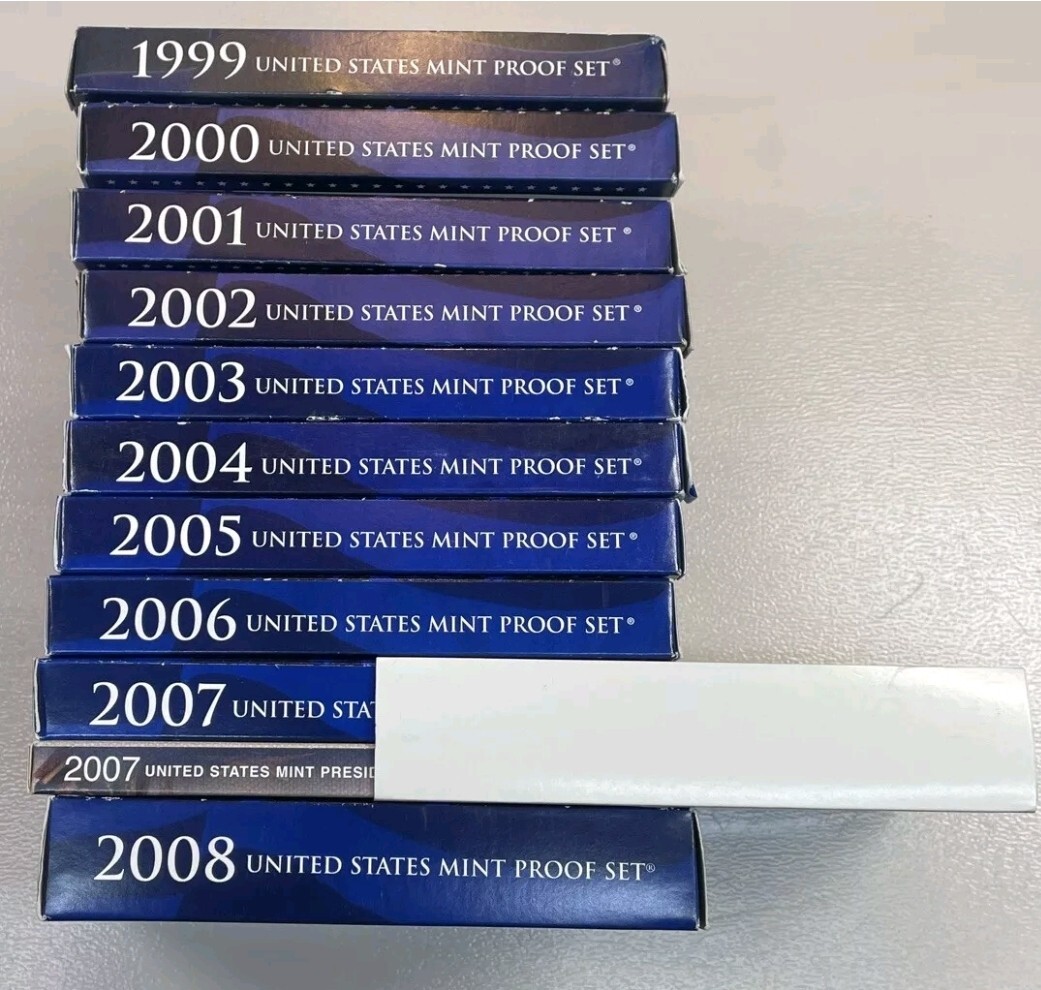 1999 UNITED STATES MINT PROOF SET®
2000 UNITED STATES MINT PROOF SET®
2001 UNITED STATES MINT PROOF SET®
2002 UNITED STATES MINT PROOF SET®
2003 UNITED STATES MINT PROOF SET®
2004 UNITED STATES MINT PROOF SET®
2005 UNITED STATES MINT PROOF SET®
2006 UNITED STATES MINT PROOF SET®
2007 UNITED STA
2007 UNITED STATES MINT PRESID
2008 UNITED STATES MINT PROOF SET®